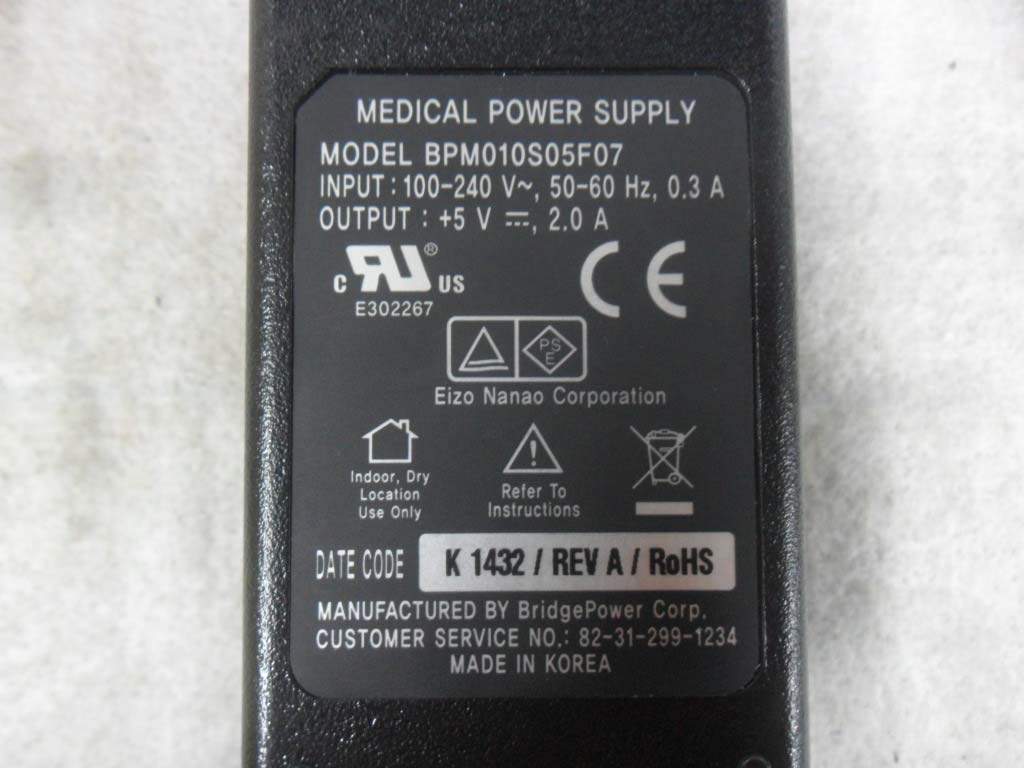 MEDICAL POWER SUPPLY
MODEL BPM010S05F07
INPUT : 100-240 V~, 50-60 Hz, 0.3 A
OUTPUT : +5 V ⎓, 2.0 A
c RU® US
E302267
CE
PS
E
Eizo Nanao Corporation
Indoor, Dry
Location
Use Only
!
Refer To
Instructions
DATE CODE K 1432 / REV A / RoHS
MANUFACTURED BY BridgePower Corp.
CUSTOMER SERVICE NO.: 82-31-299-1234
MADE IN KOREA